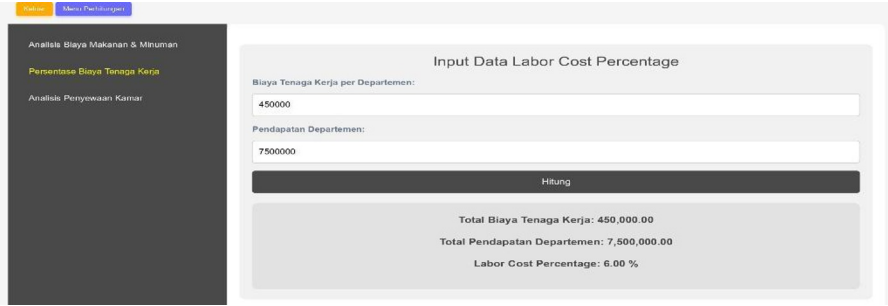 Keluar Menu Perhitungan
Analisis Biaya Makanan & Minuman
Persentase Biaya Tenaga Kerja
Analisis Penyewaan Kamar
Input Data Labor Cost Percentage
Biaya Tenaga Kerja per Departemen:
450000
Pendapatan Departemen:
7500000
Hitung
Total Biaya Tenaga Kerja: 450,000.00
Total Pendapatan Departemen: 7,500,000.00
Labor Cost Percentage: 6.00 %